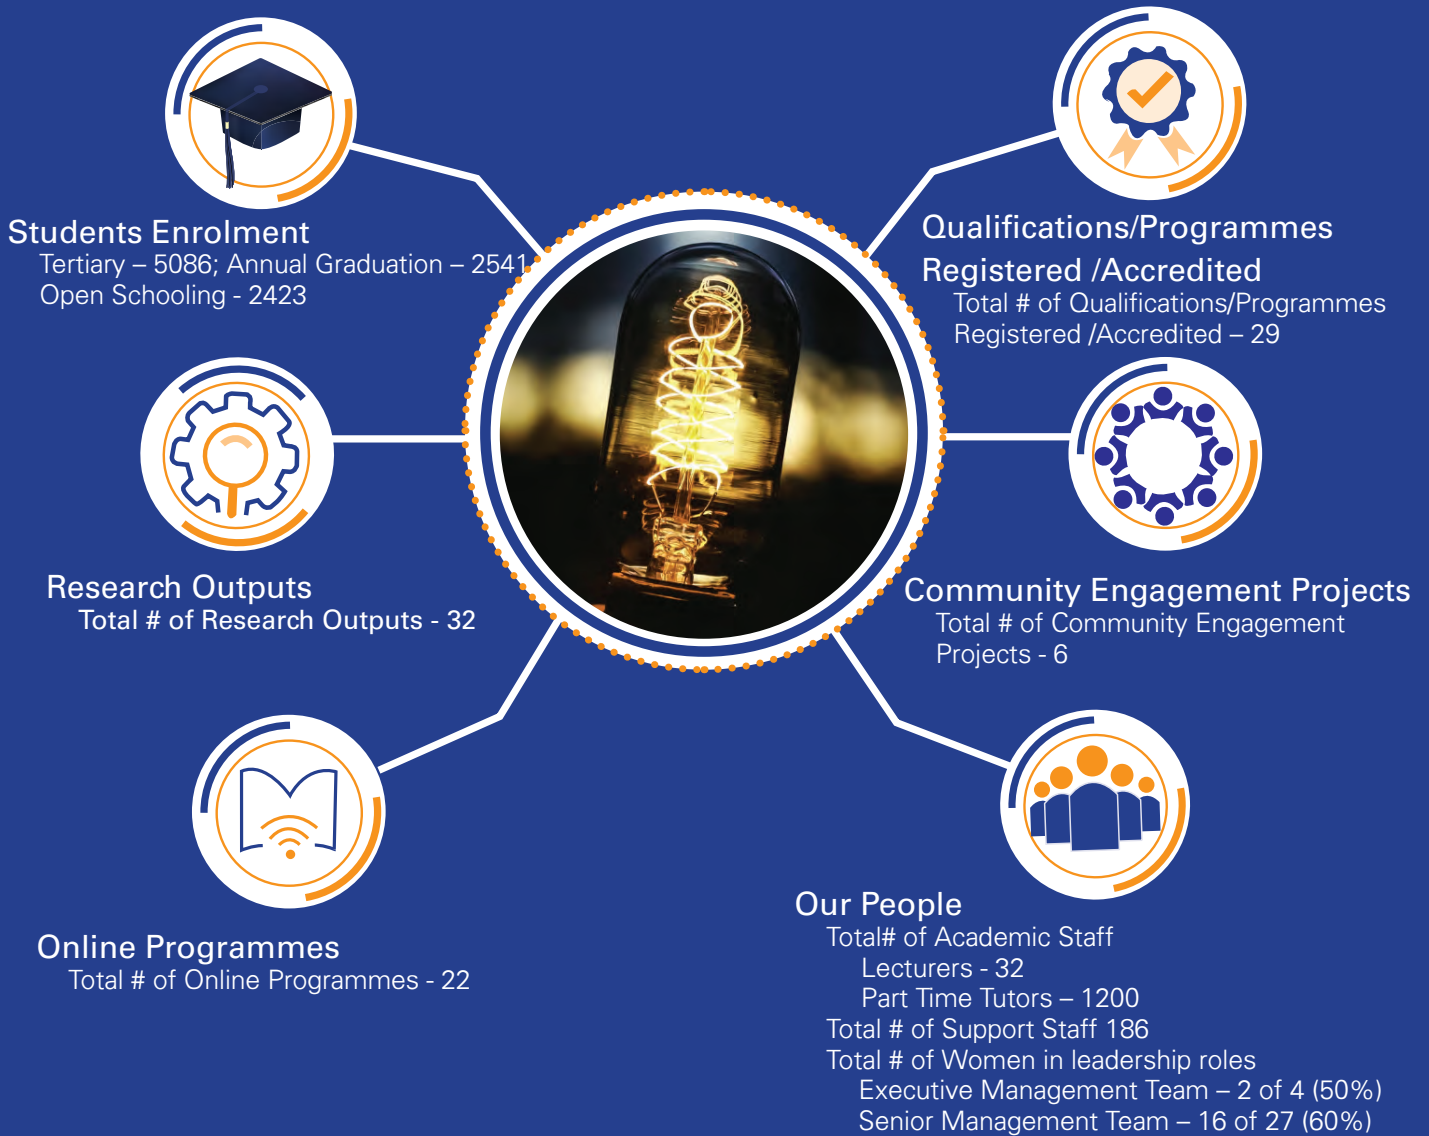 Students Enrolment
Tertiary – 5086; Annual Graduation – 2541
Open Schooling - 2423
Qualifications/Programmes
Registered /Accredited
Total # of Qualifications/Programmes
Registered /Accredited – 29
Research Outputs
Total # of Research Outputs - 32
Community Engagement Projects
Total # of Community Engagement
Projects - 6
Online Programmes
Total # of Online Programmes - 22
Our People
Total# of Academic Staff
Lecturers - 32
Part Time Tutors – 1200
Total # of Support Staff 186
Total # of Women in leadership roles
Executive Management Team – 2 of 4 (50%)
Senior Management Team – 16 of 27 (60%)